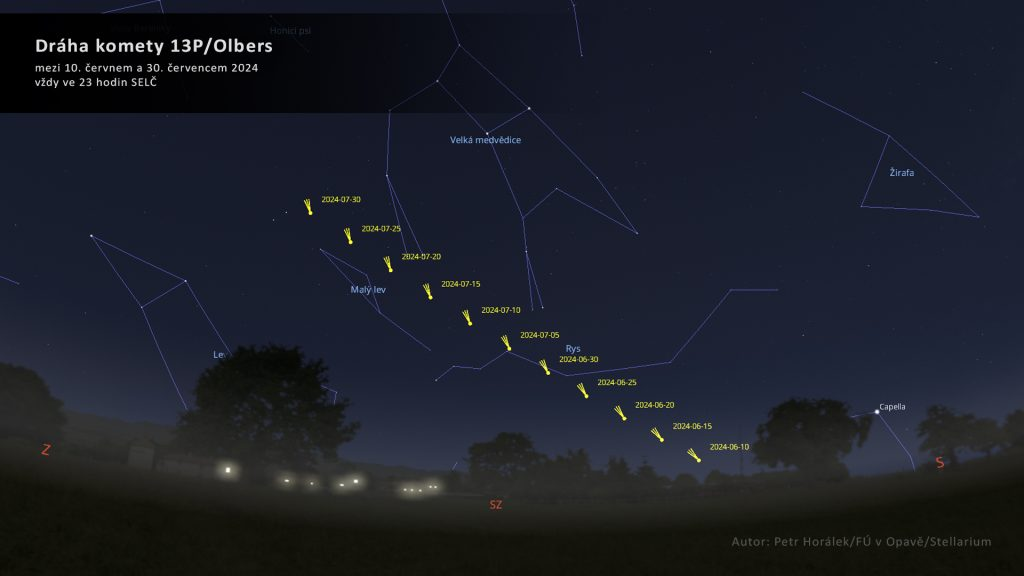 Honicí psi
Dráha komety 13P/Olbers
mezi 10. červnem a 30. červencem 2024
vždy ve 23 hodin SELČ
Velká medvědice
Žirafa
2024-07-30
2024-07-25
2024-07-20
2024-07-15
Malý lev
2024-07-10
2024-07-05
Rys
Le
2024-06-30
2024-06-25
2024-06-20
Capella
2024-06-15
2024-06-10
Z
S
SZ
Autor: Petr Horálek/FÚ v Opavě/Stellarium